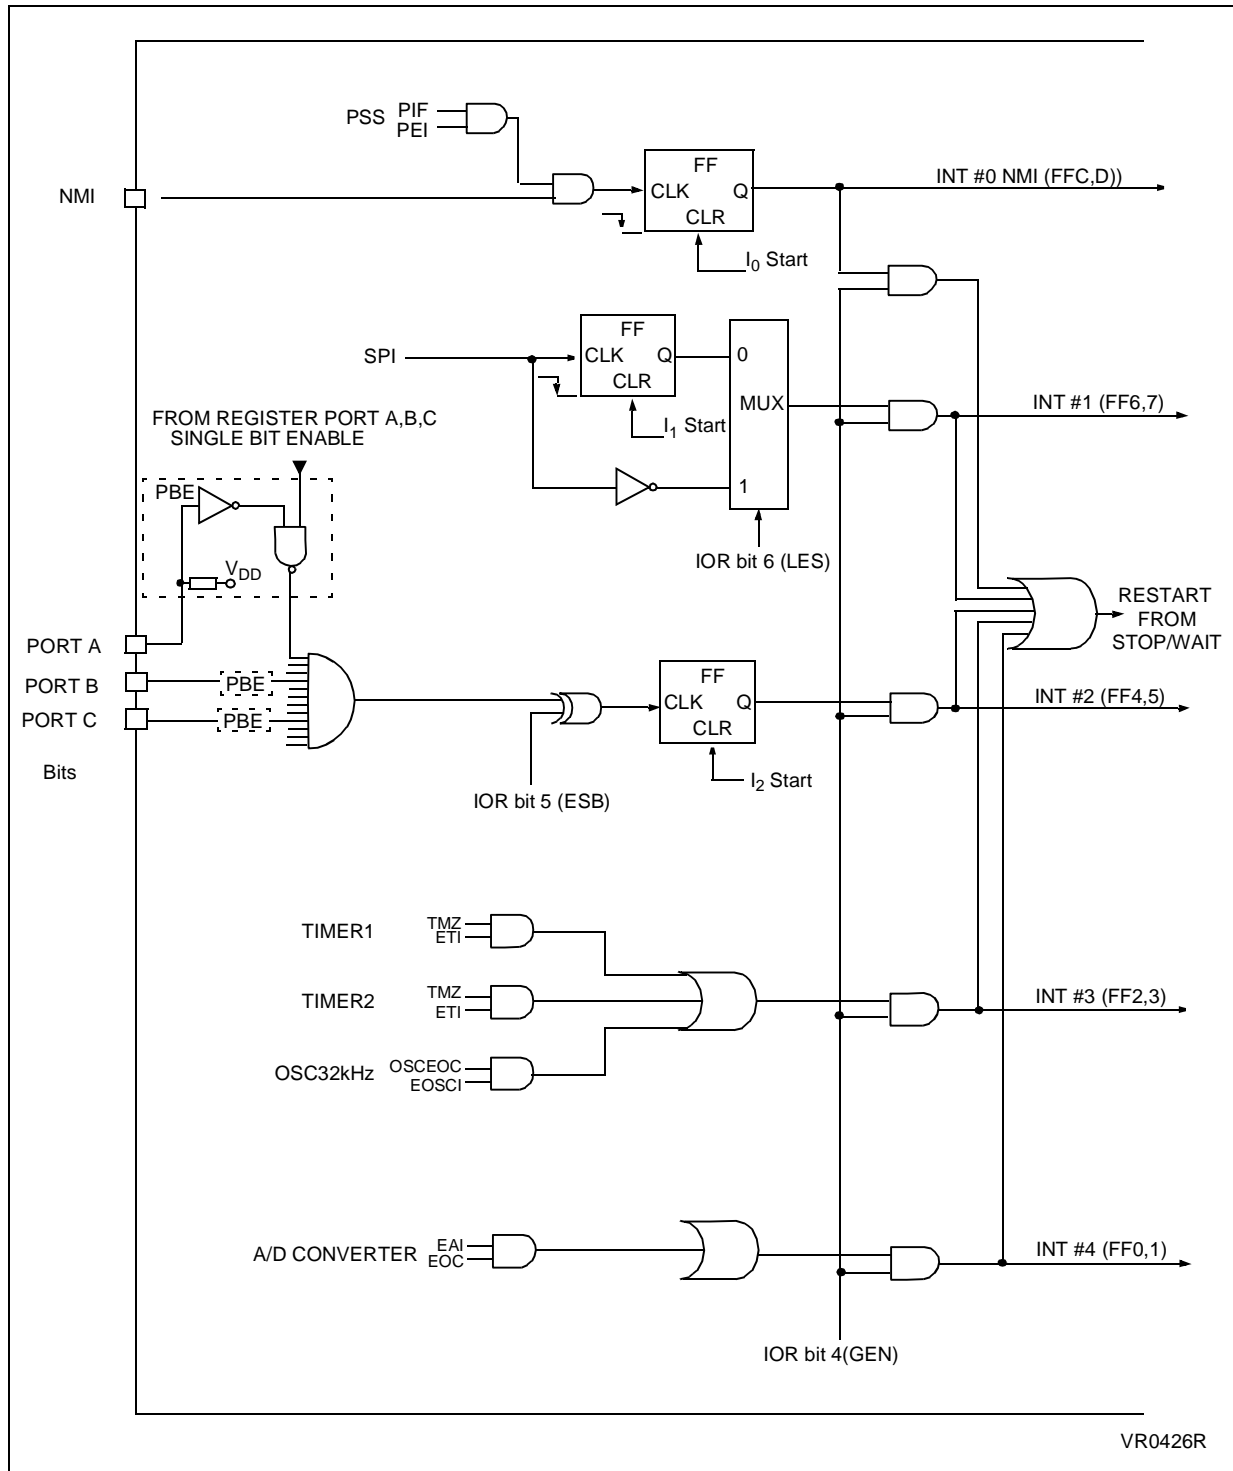 PSS PIF
PEI
FF
CLK Q
CLR
INT #0 NMI (FFC,D))
NMI
I0 Start
FF
SPI
CLK Q
CLR
0
MUX
1
INT #1 (FF6,7)
I1 Start
FROM REGISTER PORT A,B,C
SINGLE BIT ENABLE
PBE
VDD
IOR bit 6 (LES)
RESTART
FROM
STOP/WAIT
PORT A
PORT B PBE
PORT C PBE
Bits
FF
CLK Q
CLR
INT #2 (FF4,5)
I2 Start
IOR bit 5 (ESB)
TIMER1 TMZ
ETI
TIMER2 TMZ
ETI
INT #3 (FF2,3)
OSC32kHz OSCEOC
EOSCI
A/D CONVERTER EAI
EOC
INT #4 (FF0,1)
IOR bit 4(GEN)
VR0426R